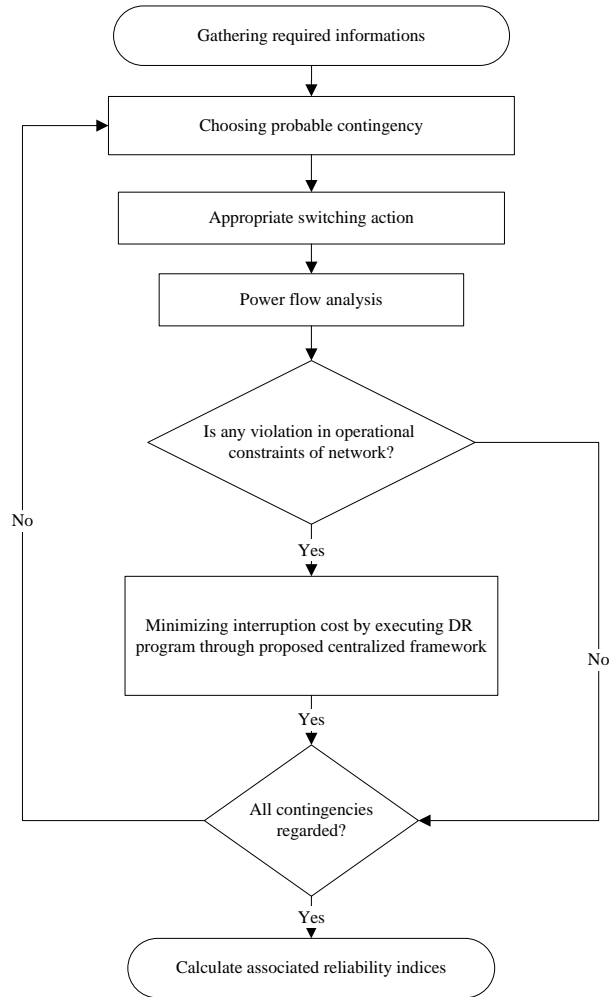 Gathering required informations
Choosing probable contingency
Appropriate switching action
Power flow analysis
Is any violation in operational
constraints of network?
No
Yes
Minimizing interruption cost by executing DR
program through proposed centralized framework
No
Yes
All contingencies
regarded?
Yes
Calculate associated reliability indices